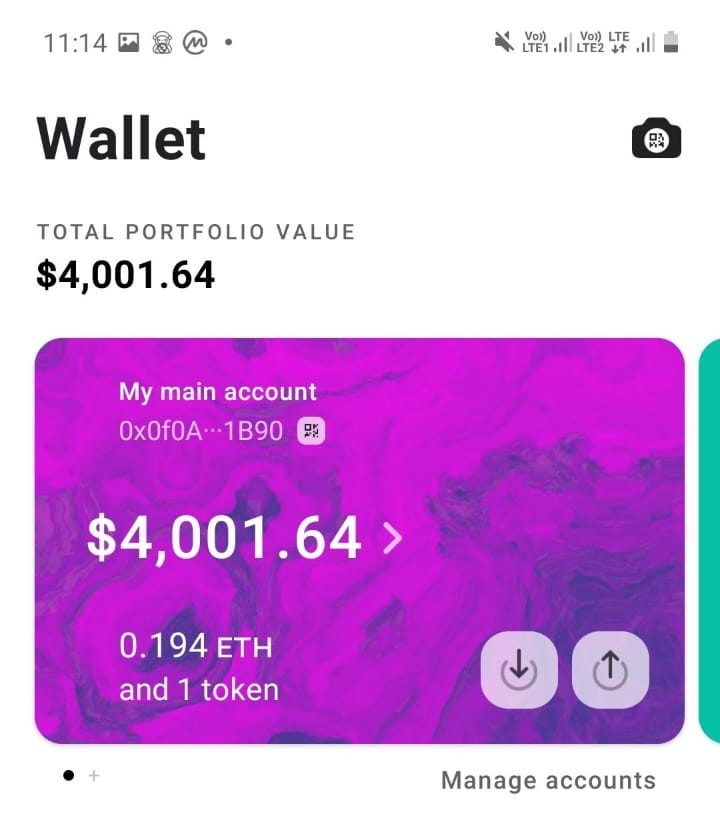 11:14
Vo)) LTE1 Vo)) LTE2 LTE
Wallet
TOTAL PORTFOLIO VALUE
$4,001.64
My main account
0x0f0A···1B90
$4,001.64 >
0.194 ETH
and 1 token
Manage accounts